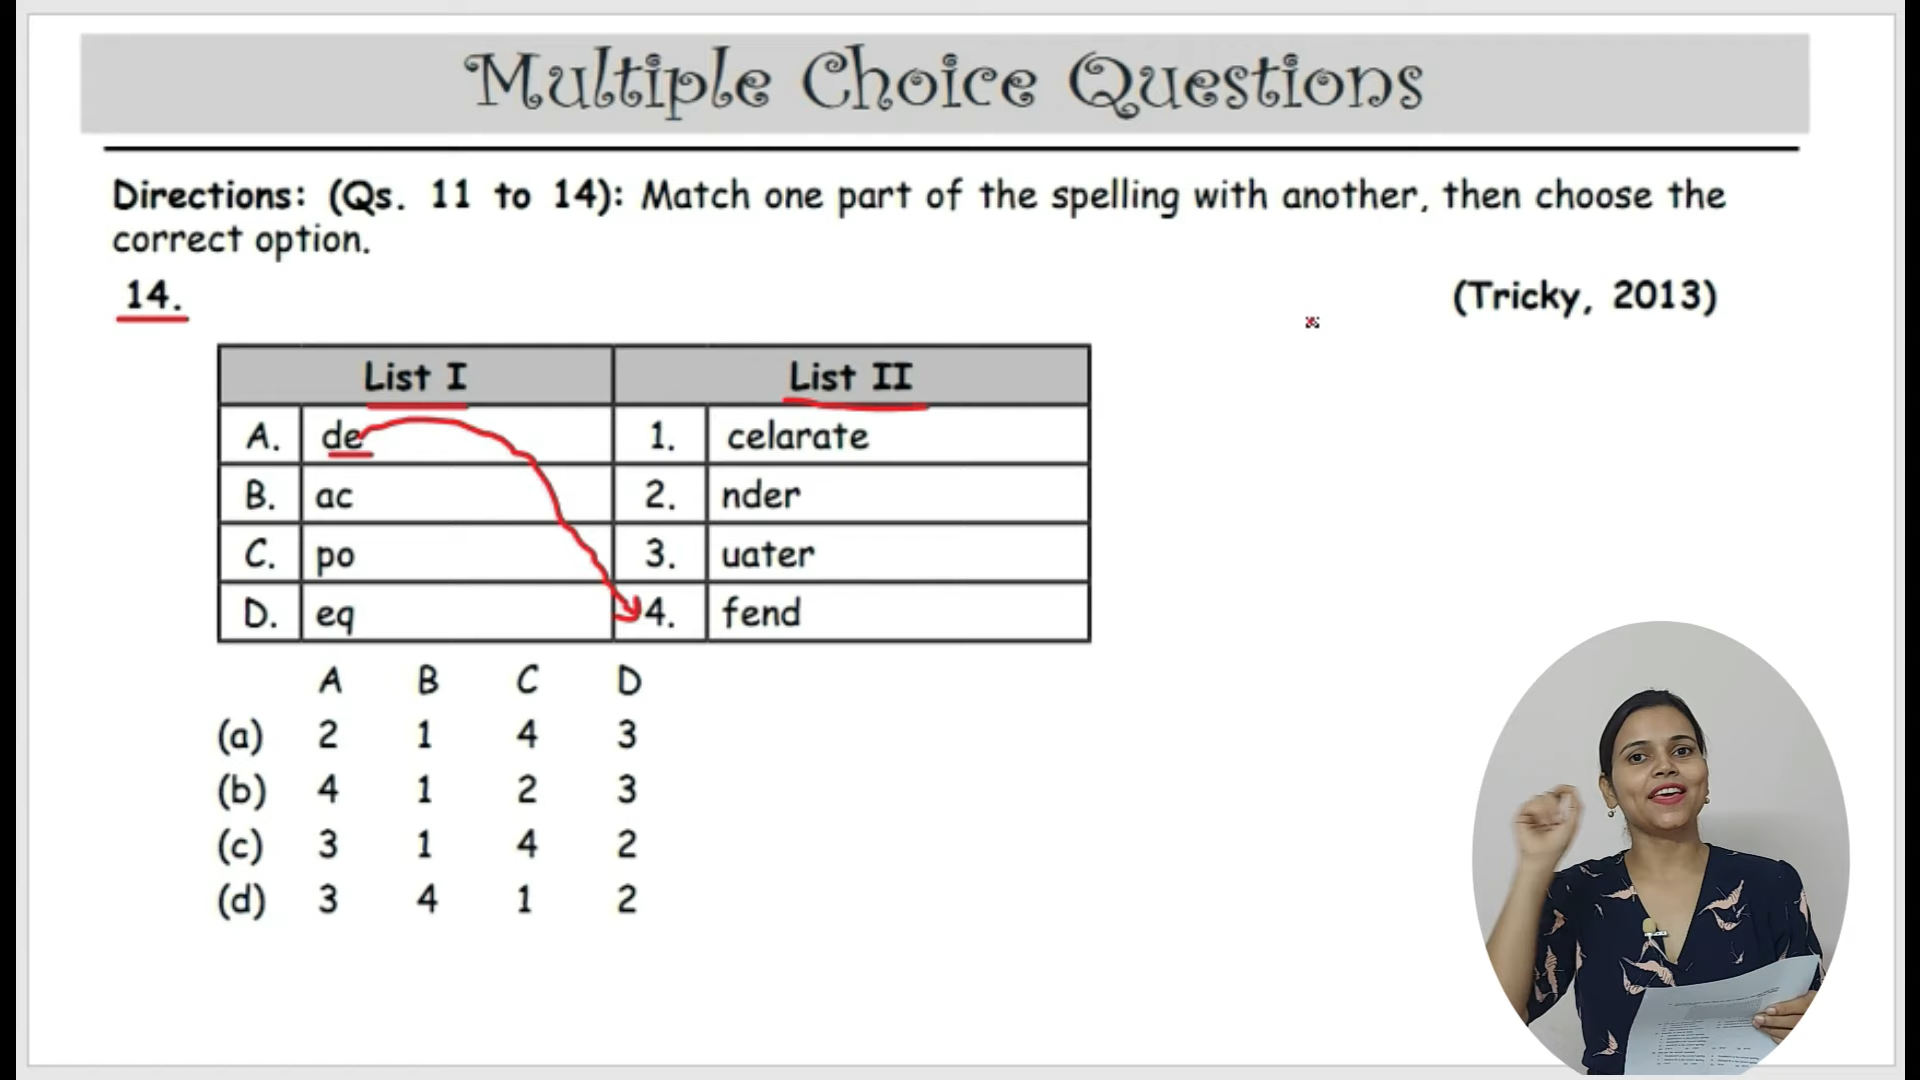 Multiple Choice Questions
Directions: (Qs. 11 to 14): Match one part of the spelling with another, then choose the
correct option.
14. (Tricky, 2013)
List I List II
A. de 1. celarate
B. ac 2. nder
C. po 3. uater
D. eq 4. fend
A B C D
(a) 2 1 4 3
(b) 4 1 2 3
(c) 3 1 4 2
(d) 3 4 1 2